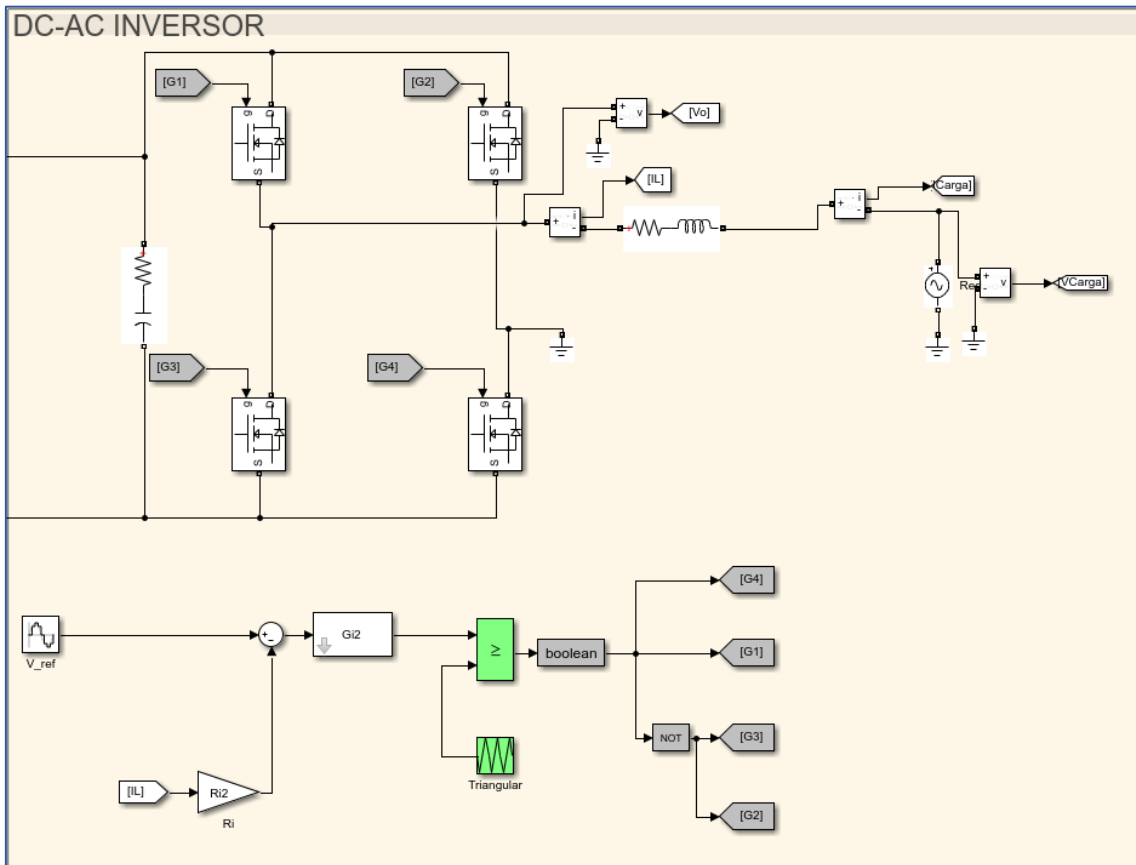 DC-AC INVERSOR
[G1]
[G2]
g
D
S
g
D
S
+
-
v
[Vo]
[IL]
+
i
-
+
+
i
-
[Carga]
+
+
-
v
[VCarga]
[G3]
[G4]
g
D
S
g
D
S
V_ref
+
-
Gi2
≥
boolean
[G4]
[G1]
NOT
[G3]
[G2]
Triangular
[IL]
Ri2
Ri